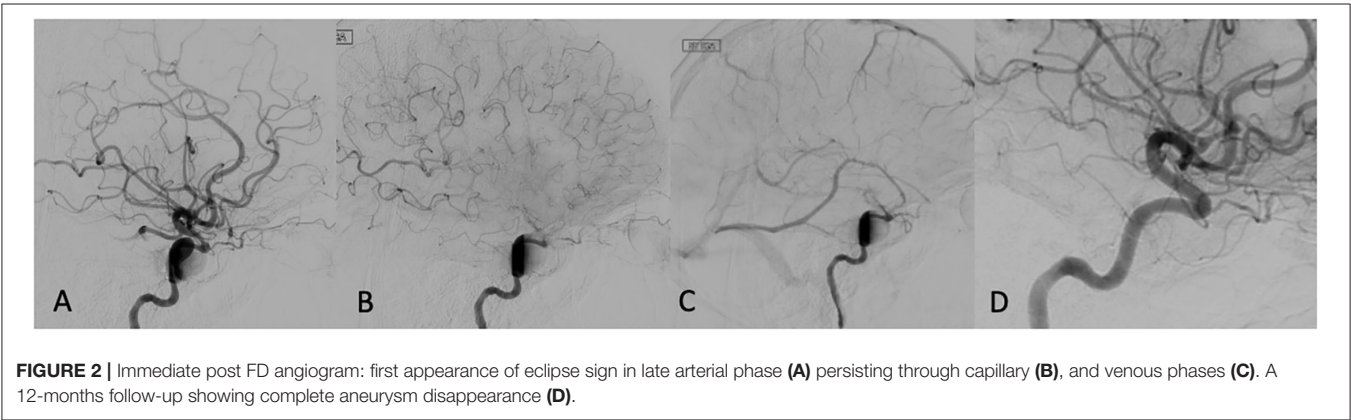 A
B
C
D
FIGURE 2 | Immediate post FD angiogram: first appearance of eclipse sign in late arterial phase (A) persisting through capillary (B), and venous phases (C). A
12-months follow-up showing complete aneurysm disappearance (D).